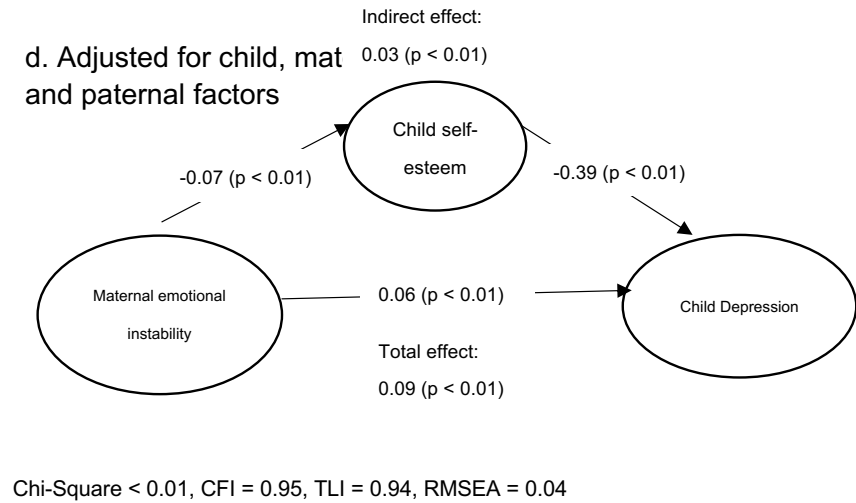 Indirect effect:
0.03 (p < 0.01)
d. Adjusted for child, mat
and paternal factors
Child self-
esteem
-0.07 (p < 0.01)
-0.39 (p < 0.01)
Maternal emotional
instability
0.06 (p < 0.01)
Child Depression
Total effect:
0.09 (p < 0.01)
Chi-Square < 0.01, CFI = 0.95, TLI = 0.94, RMSEA = 0.04